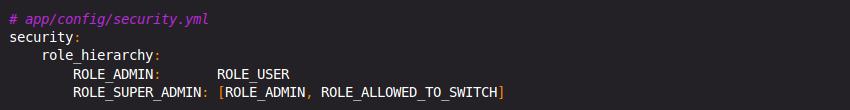 # app/config/security.yml
security:
    role_hierarchy:
        ROLE_ADMIN:       ROLE_USER
        ROLE_SUPER_ADMIN: [ROLE_ADMIN, ROLE_ALLOWED_TO_SWITCH]